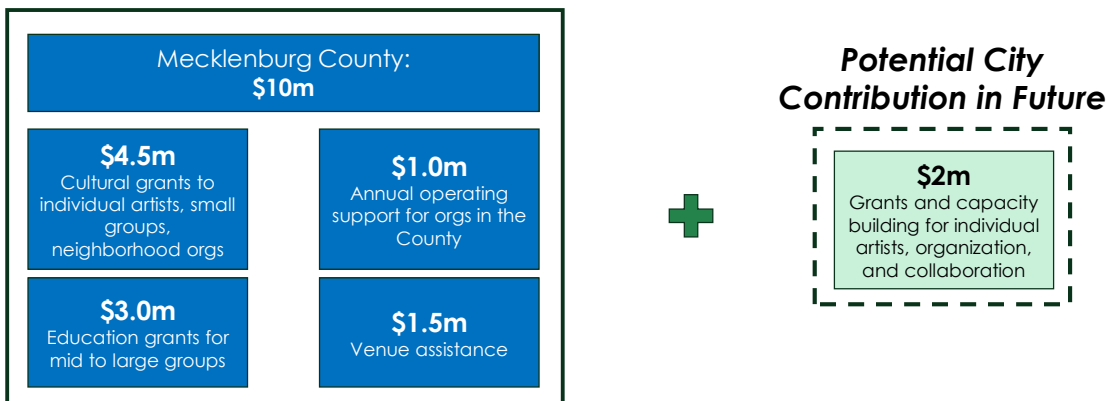 Mecklenburg County:
$10m
$4.5m
Cultural grants to
individual artists, small
groups,
neighborhood orgs
$1.0m
Annual operating
support for orgs in the
County
$3.0m
Education grants for
mid to large groups
$1.5m
Venue assistance
Potential City
Contribution in Future
$2m
Grants and capacity
building for individual
artists, organization,
and collaboration